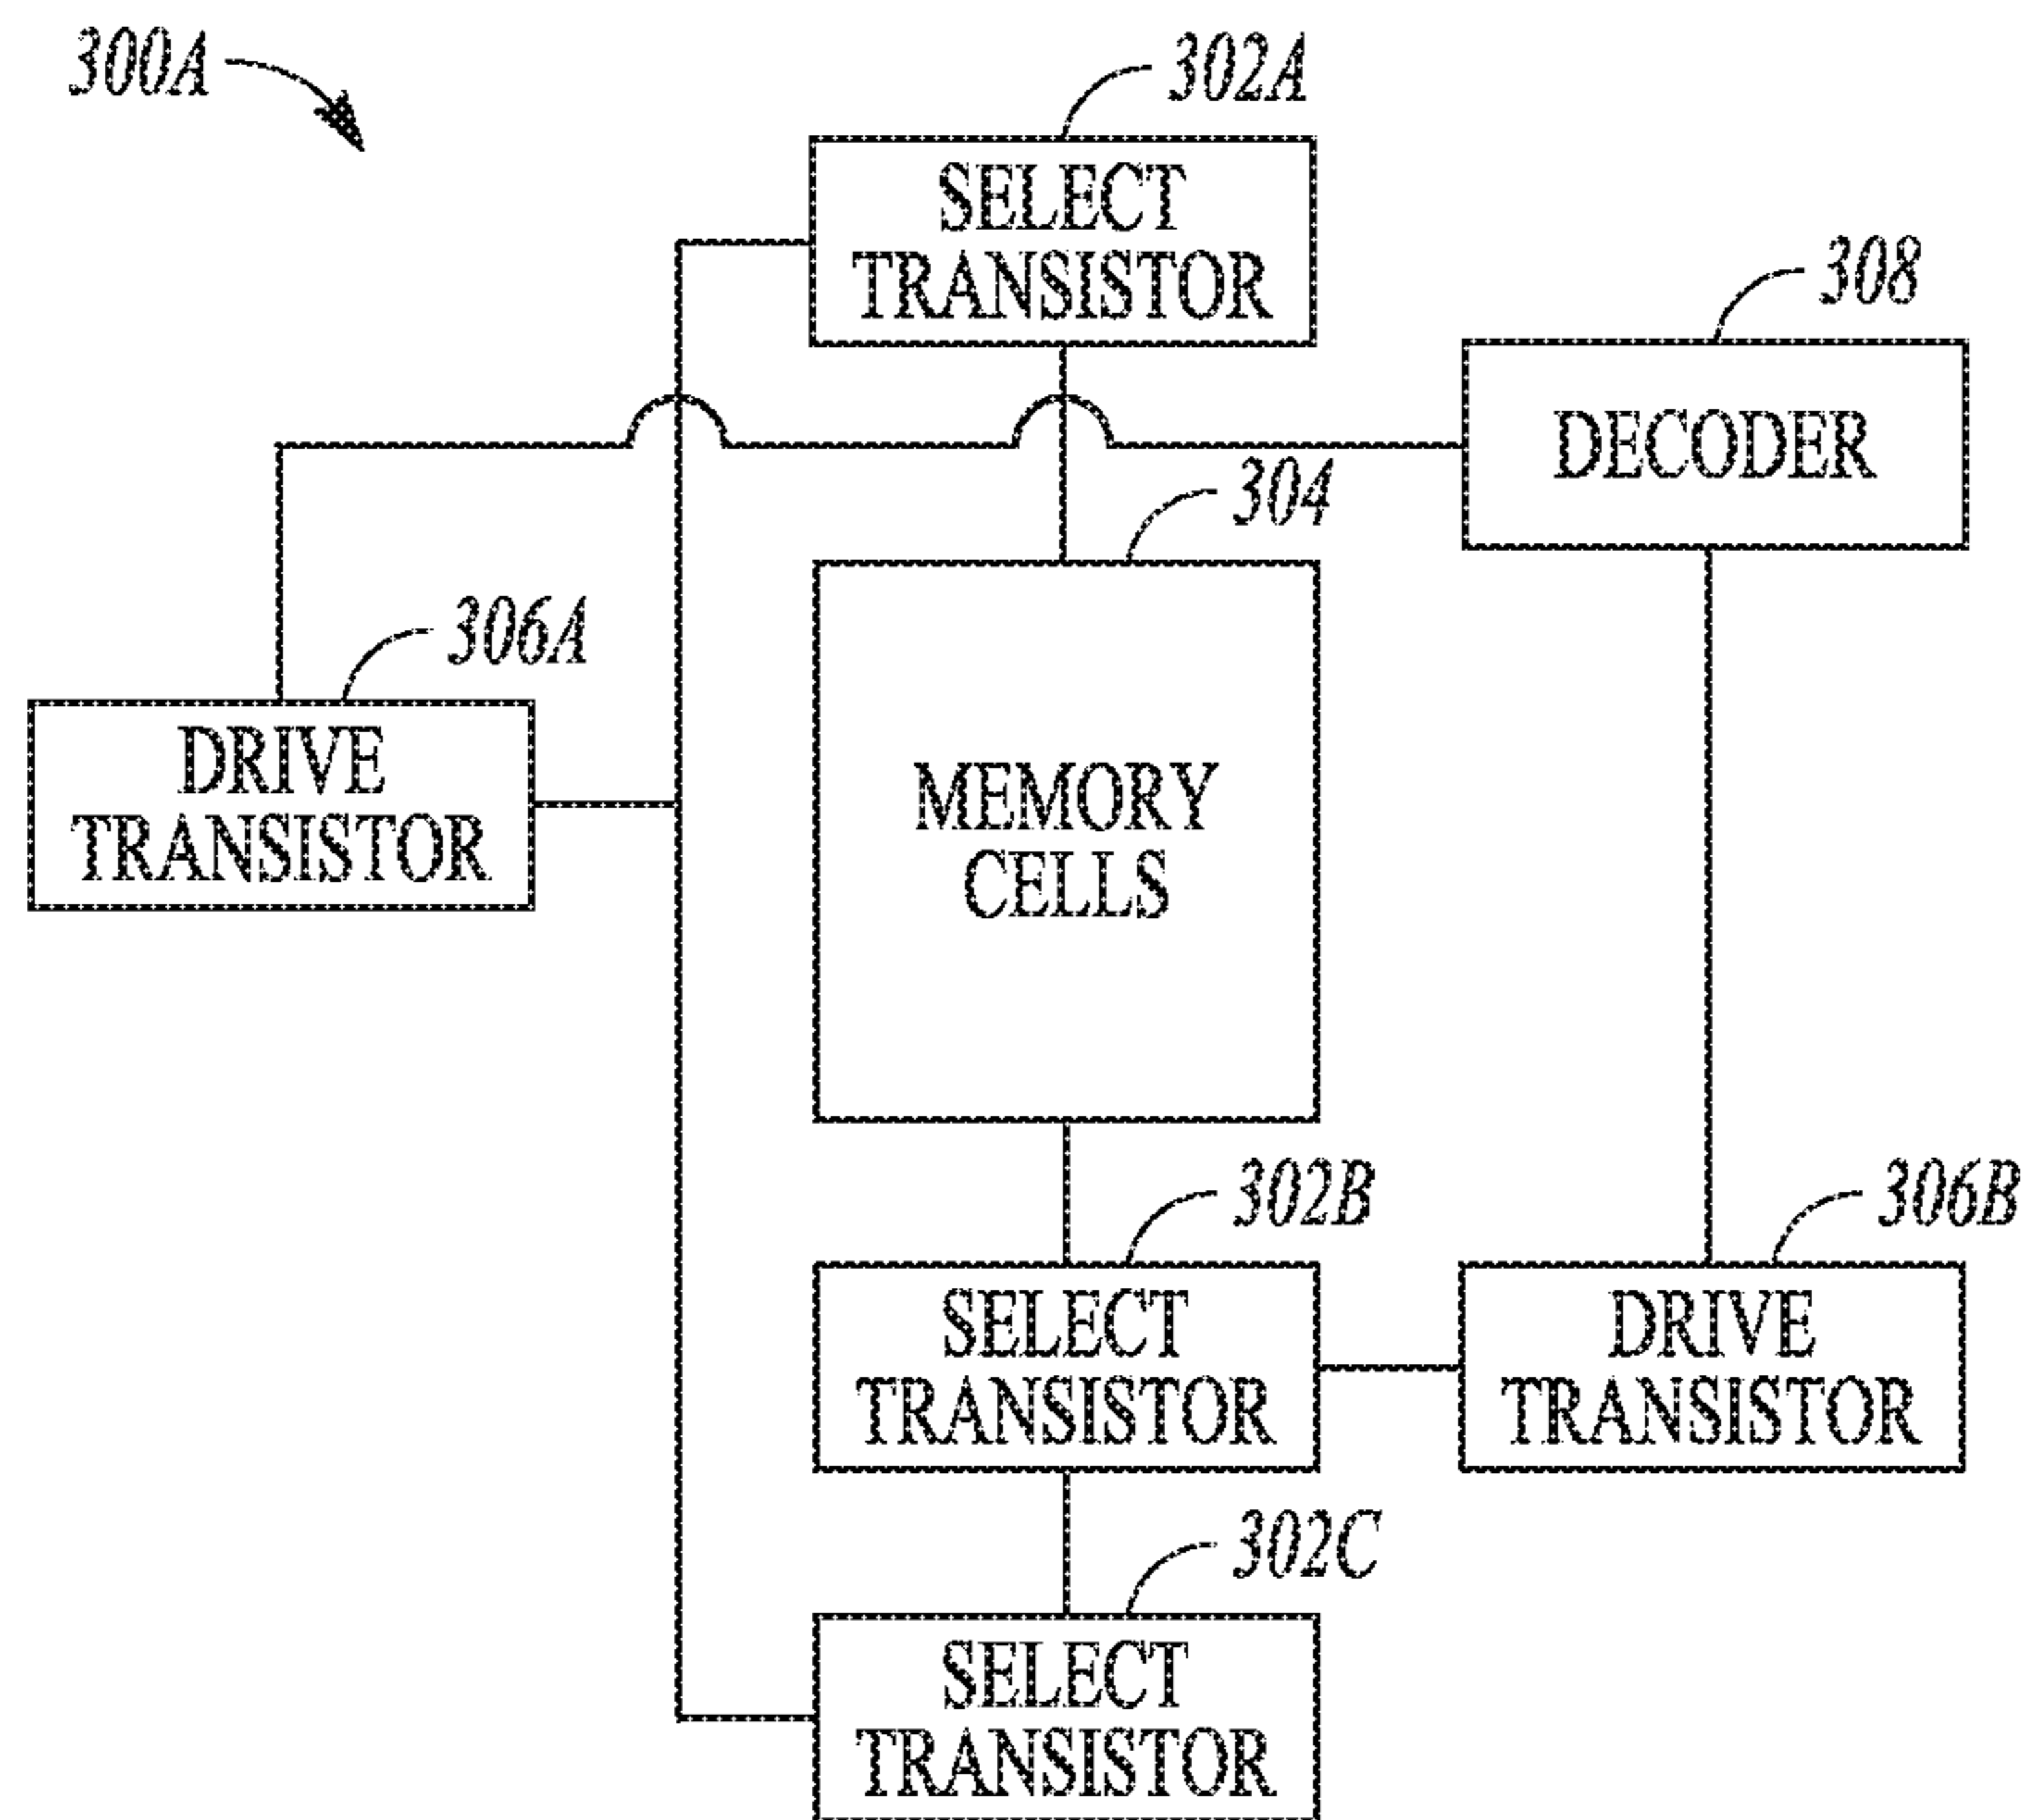 300A
302A
SELECT
TRANSISTOR
308
DECODER
304
306A
DRIVE
TRANSISTOR
MEMORY
CELLS
302B
306B
SELECT
TRANSISTOR
DRIVE
TRANSISTOR
302C
SELECT
TRANSISTOR